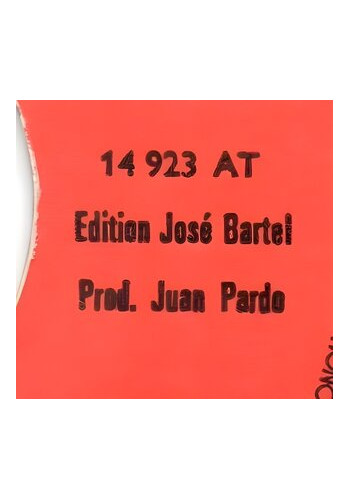 14 923 AT
Edition José Bartel
Prod. Juan Pardo